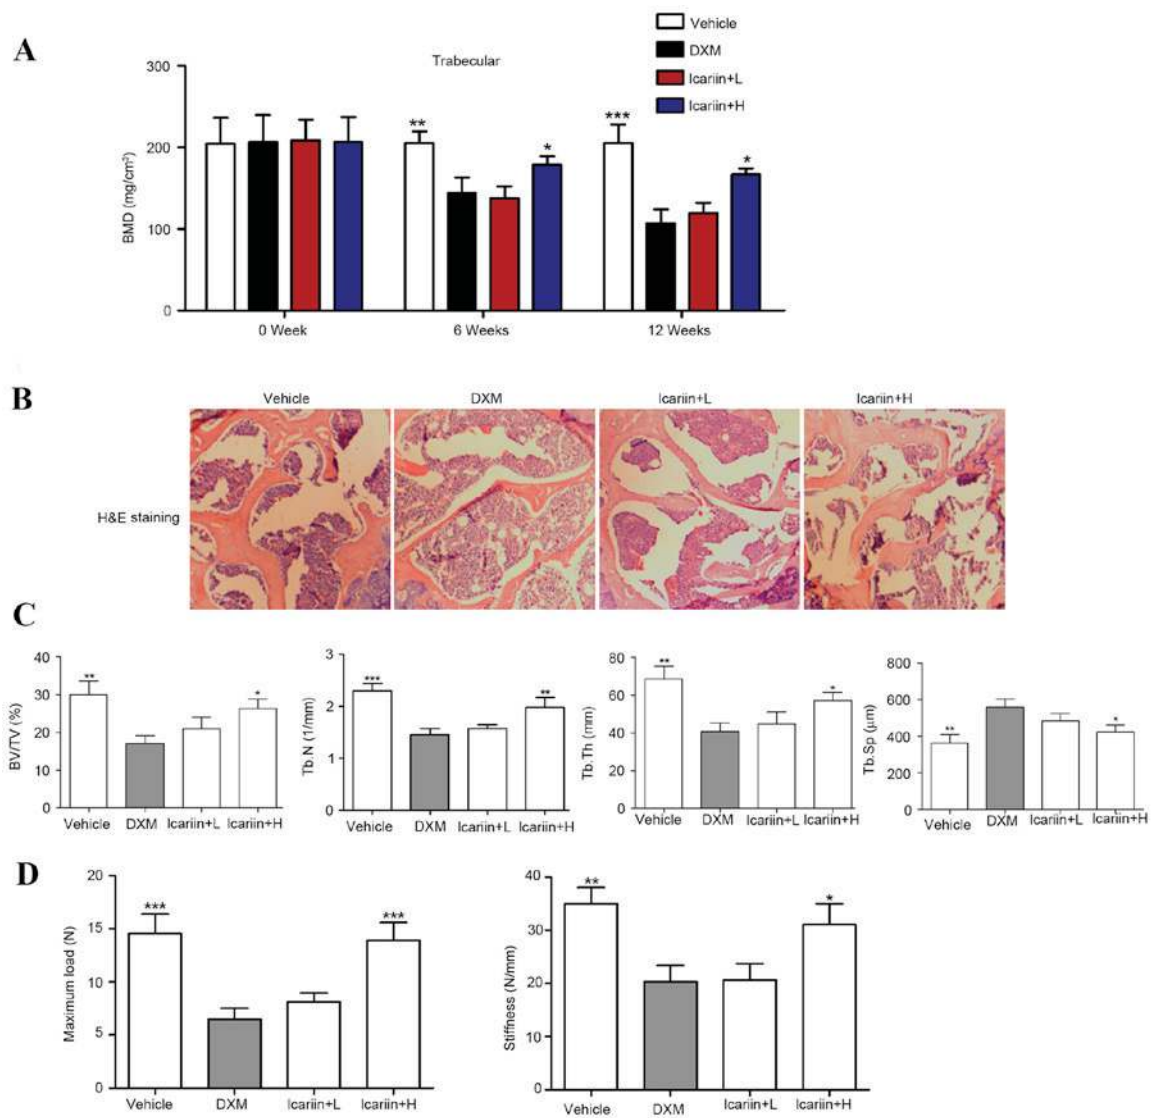 A
Vehicle
DXM
Icariin+L
Icariin+H
Trabecular
BMD (mg/cm²)
300
200
100
0
** * *** *
0 Week 6 Weeks 12 Weeks
B
Vehicle DXM Icariin+L Icariin+H
H&E staining
C
BV/TV (%)
40
30
20
10
0
** *
Vehicle DXM Icariin+L Icariin+H
Tb.N (1/mm)
3
2
1
0
*** **
Vehicle DXM Icariin+L Icariin+H
Tb.Th (mm)
80
60
40
20
0
** *
Vehicle DXM Icariin+L Icariin+H
Tb.Sp (μm)
800
600
400
200
0
** *
Vehicle DXM Icariin+L Icariin+H
D
Maximum load (N)
20
15
10
5
0
*** ***
Vehicle DXM Icariin+L Icariin+H
Stiffness (N/mm)
40
30
20
10
0
** *
Vehicle DXM Icariin+L Icariin+H